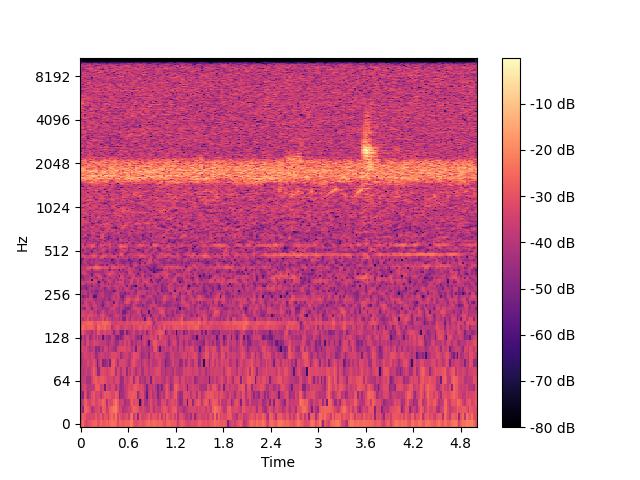 8192
4096
2048
1024
512
256
128
64
0
Hz
0 0.6 1.2 1.8 2.4 3 3.6 4.2 4.8
Time
-10 dB
-20 dB
-30 dB
-40 dB
-50 dB
-60 dB
-70 dB
-80 dB